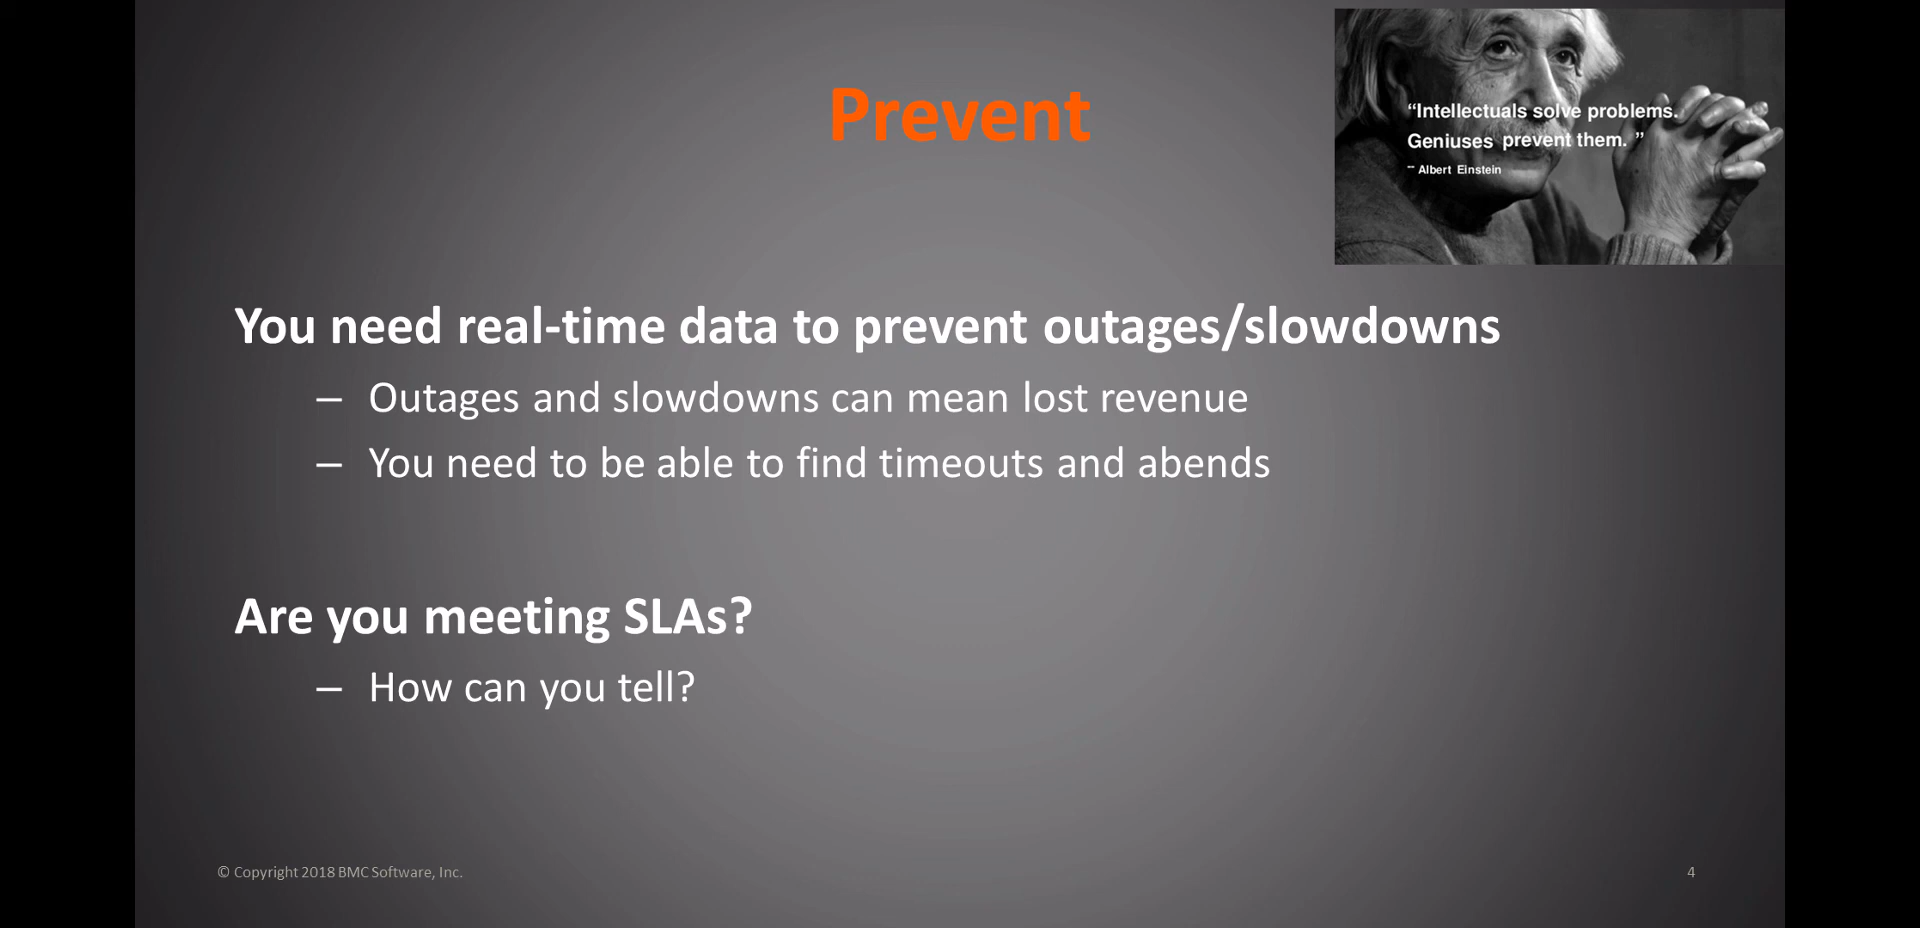 Prevent
“Intellectuals solve problems.
Geniuses prevent them. ”
-- Albert Einstein
You need real-time data to prevent outages/slowdowns
– Outages and slowdowns can mean lost revenue
– You need to be able to find timeouts and abends
Are you meeting SLAs?
– How can you tell?
© Copyright 2018 BMC Software, Inc.
4